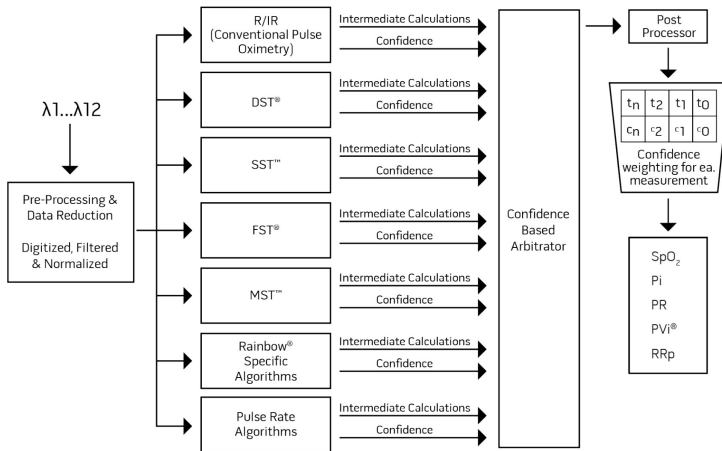 λ1...λ12
Pre-Processing &
Data Reduction
Digitized, Filtered
& Normalized
R/IR
(Conventional Pulse
Oximetry)
Intermediate Calculations
Confidence
DST®
Intermediate Calculations
Confidence
SST™
Intermediate Calculations
Confidence
FST®
Intermediate Calculations
Confidence
MST™
Intermediate Calculations
Confidence
Rainbow®
Specific
Algorithms
Intermediate Calculations
Confidence
Pulse Rate
Algorithms
Intermediate Calculations
Confidence
Confidence
Based
Arbitrator
Post
Processor
tn t2 t1 t0
cn c2 c1 c0
Confidence
weighting for ea.
measurement
SpO₂
Pi
PR
PVi®
RRp